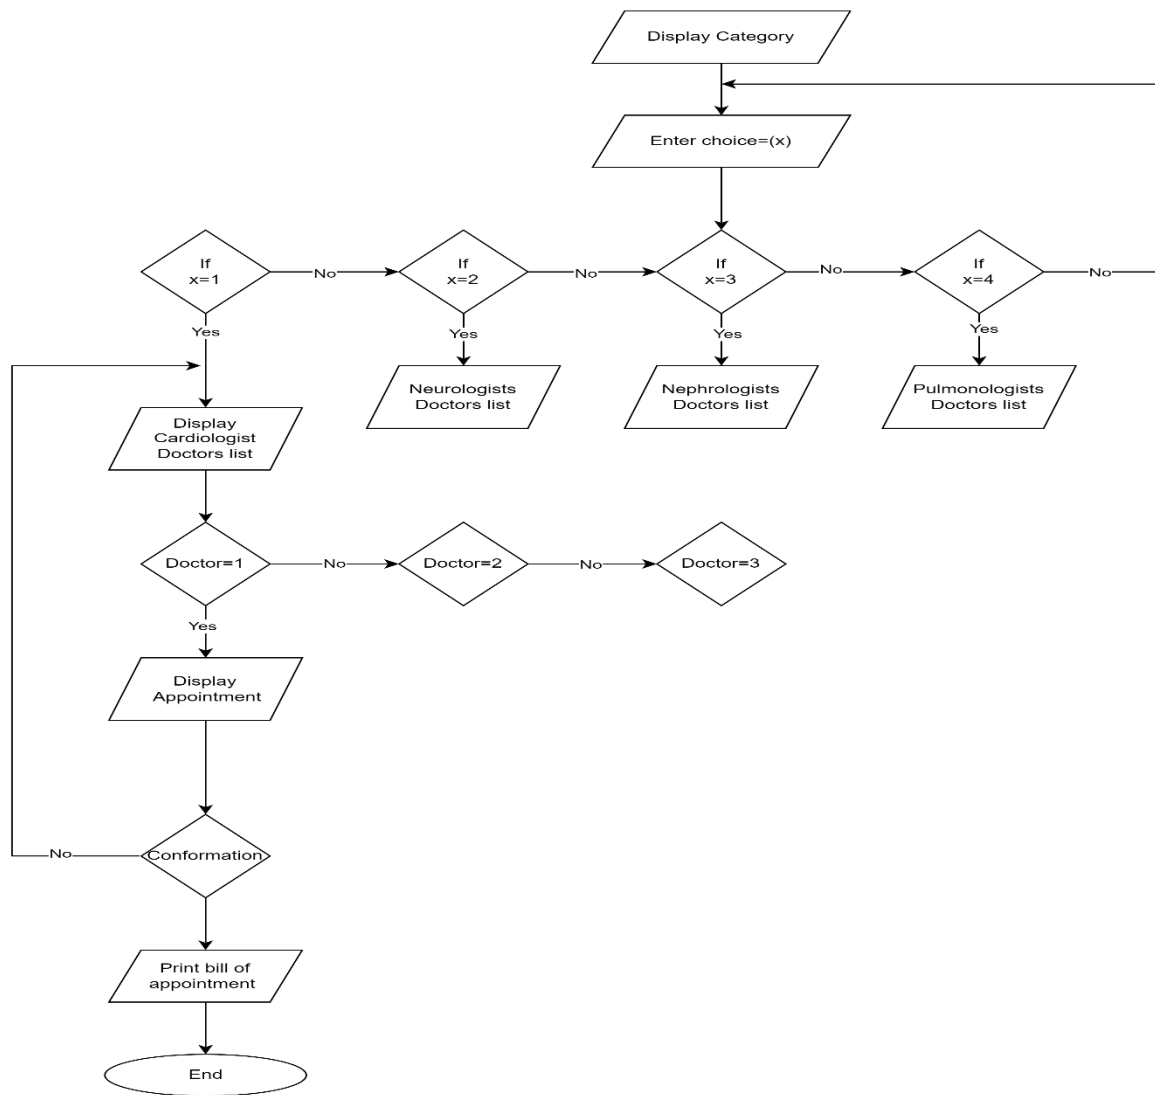 Display Category
Enter choice=(x)
If
x=1
No
If
x=2
No
If
x=3
No
If
x=4
No
Yes
Yes
Yes
Yes
Neurologists
Doctors list
Nephrologists
Doctors list
Pulmonologists
Doctors list
Display
Cardiologist
Doctors list
Doctor=1
No
Doctor=2
No
Doctor=3
Yes
Display
Appointment
Conformation
No
Print bill of
appointment
End